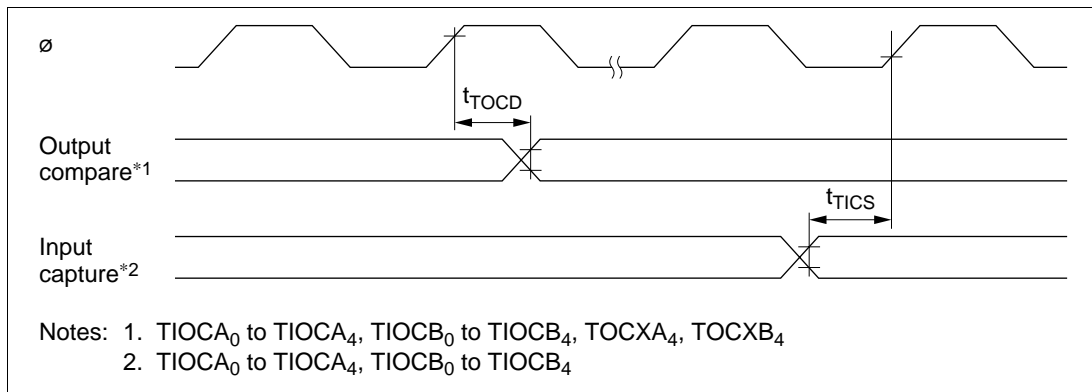 ø
tTOCD
Output
compare*1
tTICS
Input
capture*2
Notes: 1. TIOCA0 to TIOCA4, TIOCB0 to TIOCB4, TOCXA4, TOCXB4
2. TIOCA0 to TIOCA4, TIOCB0 to TIOCB4